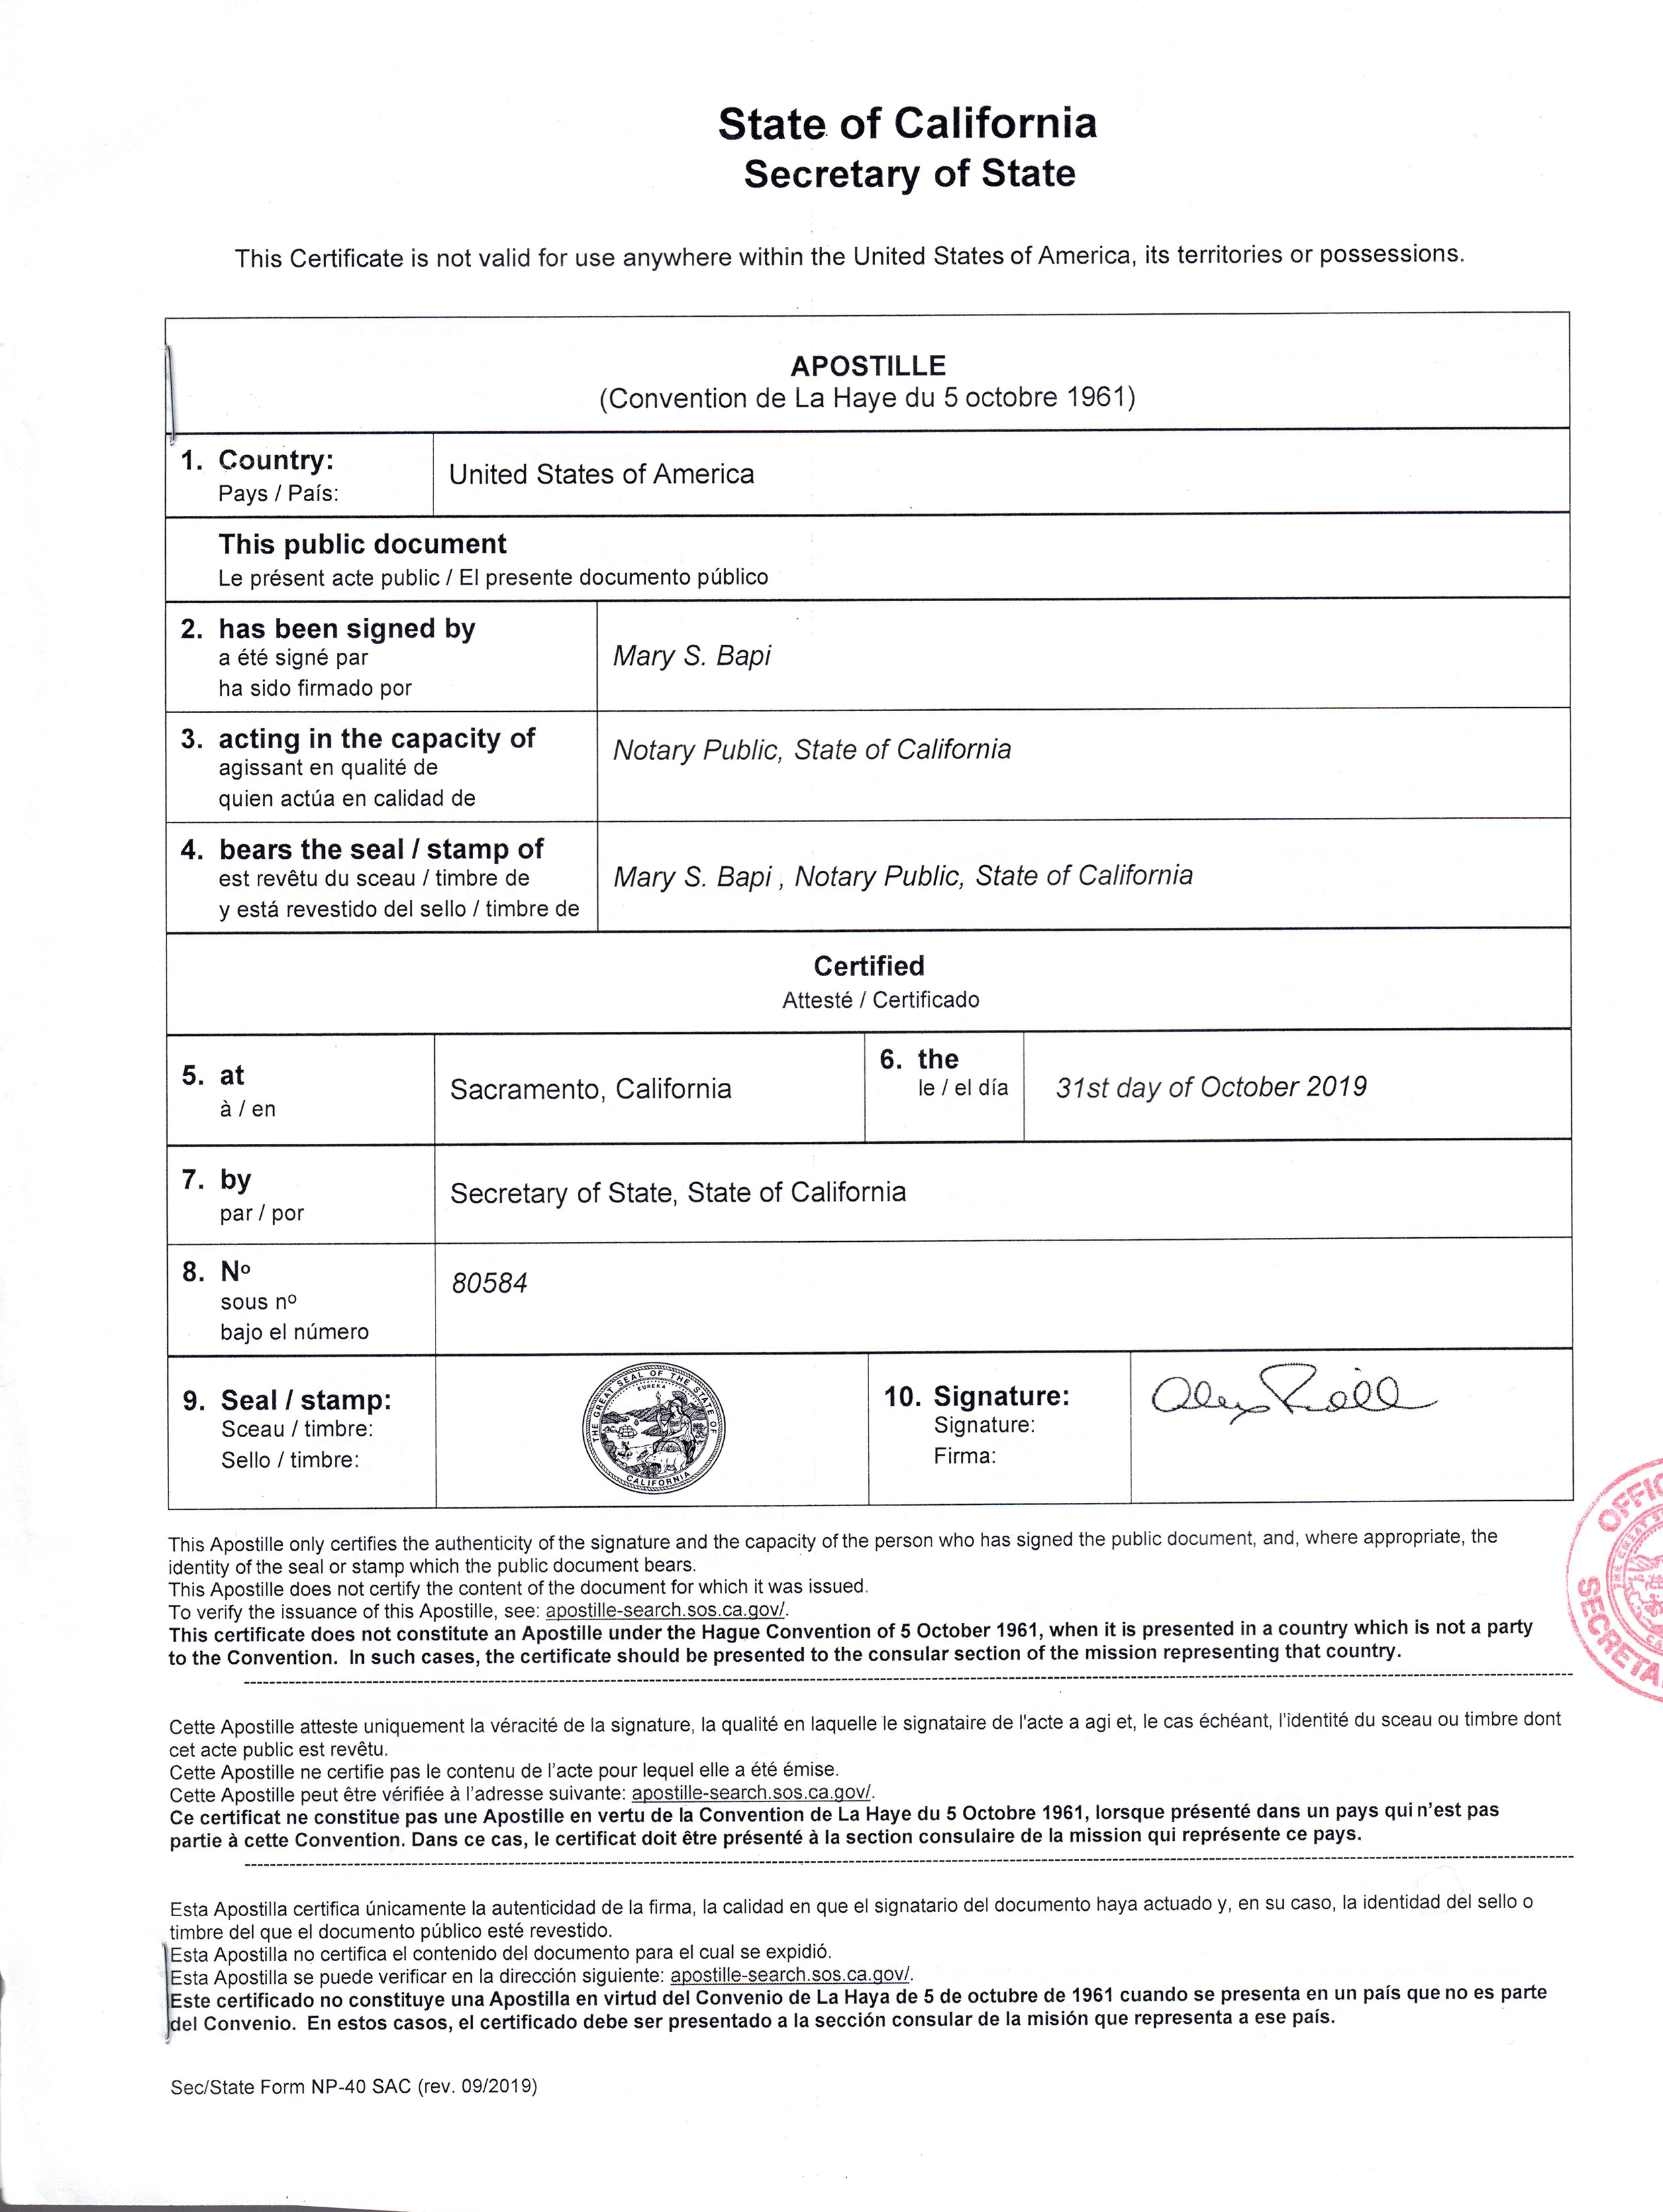 State of California
Secretary of State
This Certificate is not valid for use anywhere within the United States of America, its territories or possessions.
APOSTILLE
(Convention de La Haye du 5 octobre 1961)
1. Country:
Pays / País:
United States of America
This public document
Le présent acte public / El presente documento público
2. has been signed by
a été signé par
ha sido firmado por
Mary S. Bapi
3. acting in the capacity of
agissant en qualité de
quien actúa en calidad de
Notary Public, State of California
4. bears the seal / stamp of
est revêtu du sceau / timbre de
y está revestido del sello / timbre de
Mary S. Bapi , Notary Public, State of California
Certified
Attesté / Certificado
5. at
à / en
Sacramento, California
6. the
le / el día
31st day of October 2019
7. by
par / por
Secretary of State, State of California
8. Nº
sous nº
bajo el número
80584
9. Seal / stamp:
Sceau / timbre:
Sello / timbre:
THE GREAT SEAL OF THE STATE OF CALIFORNIA
EUREKA
10. Signature:
Signature:
Firma:
OFFIC
SECRETA
This Apostille only certifies the authenticity of the signature and the capacity of the person who has signed the public document, and, where appropriate, the
identity of the seal or stamp which the public document bears.
This Apostille does not certify the content of the document for which it was issued.
To verify the issuance of this Apostille, see: apostille-search.sos.ca.gov/.
This certificate does not constitute an Apostille under the Hague Convention of 5 October 1961, when it is presented in a country which is not a party
to the Convention. In such cases, the certificate should be presented to the consular section of the mission representing that country.
Cette Apostille atteste uniquement la véracité de la signature, la qualité en laquelle le signataire de l'acte a agi et, le cas échéant, l'identité du sceau ou timbre dont
cet acte public est revêtu.
Cette Apostille ne certifie pas le contenu de l'acte pour lequel elle a été émise.
Cette Apostille peut être vérifiée à l'adresse suivante: apostille-search.sos.ca.gov/.
Ce certificat ne constitue pas une Apostille en vertu de la Convention de La Haye du 5 Octobre 1961, lorsque présenté dans un pays qui n'est pas
partie à cette Convention. Dans ce cas, le certificat doit être présenté à la section consulaire de la mission qui représente ce pays.
Esta Apostilla certifica únicamente la autenticidad de la firma, la calidad en que el signatario del documento haya actuado y, en su caso, la identidad del sello o
timbre del que el documento público esté revestido.
Esta Apostilla no certifica el contenido del documento para el cual se expidió.
Esta Apostilla se puede verificar en la dirección siguiente: apostille-search.sos.ca.gov/.
Este certificado no constituye una Apostilla en virtud del Convenio de La Haya de 5 de octubre de 1961 cuando se presenta en un país que no es parte
del Convenio. En estos casos, el certificado debe ser presentado a la sección consular de la misión que representa a ese país.
Sec/State Form NP-40 SAC (rev. 09/2019)